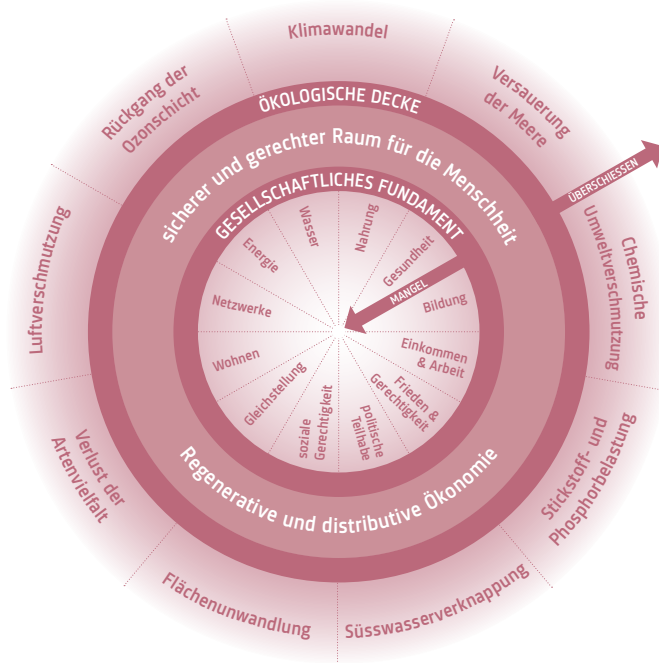 Klimawandel
Versauerung
der Meere
Chemische
Umweltverschmutzung
Stickstoff- und
Phosphorbelastung
Süsswasserverknappung
Flächenunwandlung
Verlust der
Artenvielfalt
Luftverschmutzung
Rückgang der
Ozonschicht
ÖKOLOGISCHE DECKE
ÜBERSCHIESSEN
sicherer und gerechter Raum für die Menschheit
GESELLSCHAFTLICHES FUNDAMENT
MANGEL
Wasser
Nahrung
Gesundheit
Bildung
Einkommen
& Arbeit
Frieden &
Gerechtigkeit
politische
Teilhabe
soziale
Gerechtigkeit
Gleichstellung
Wohnen
Netzwerke
Energie
Regenerative und distributive Ökonomie